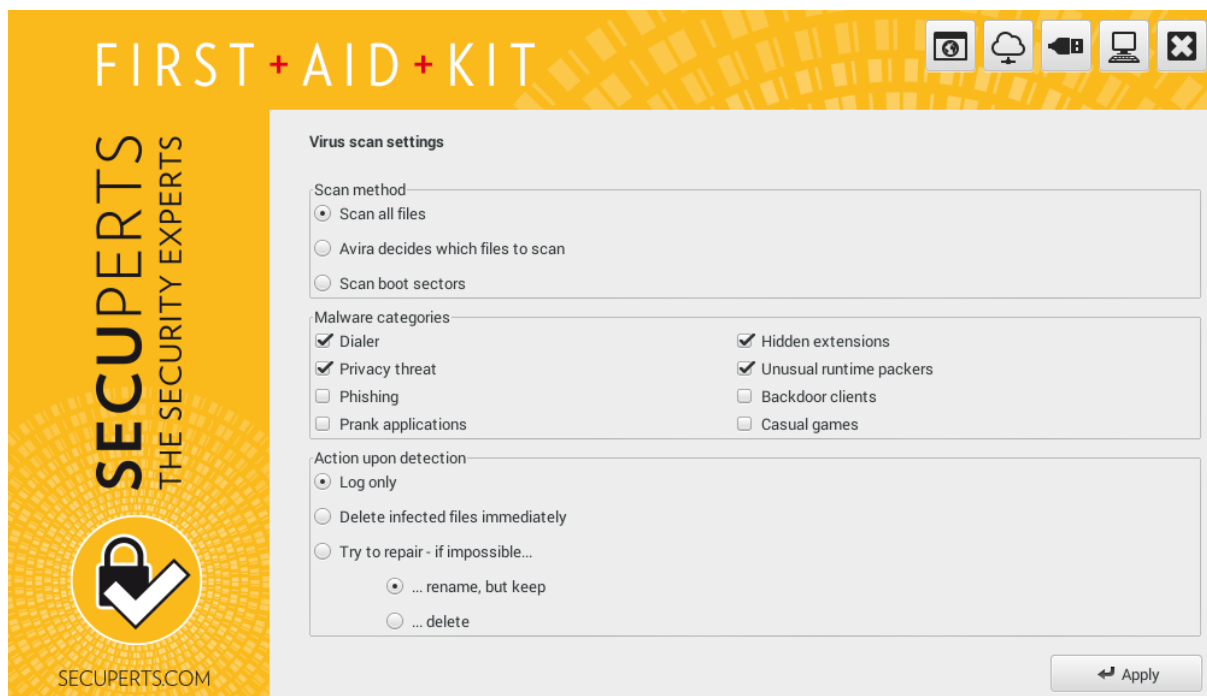 FIRST + AID + KIT
SECUPERTS
THE SECURITY EXPERTS
SECUPERTS.COM
Virus scan settings
Scan method
Scan all files
Avira decides which files to scan
Scan boot sectors
Malware categories
Dialer
Hidden extensions
Privacy threat
Unusual runtime packers
Phishing
Backdoor clients
Prank applications
Casual games
Action upon detection
Log only
Delete infected files immediately
Try to repair - if impossible...
... rename, but keep
... delete
Apply